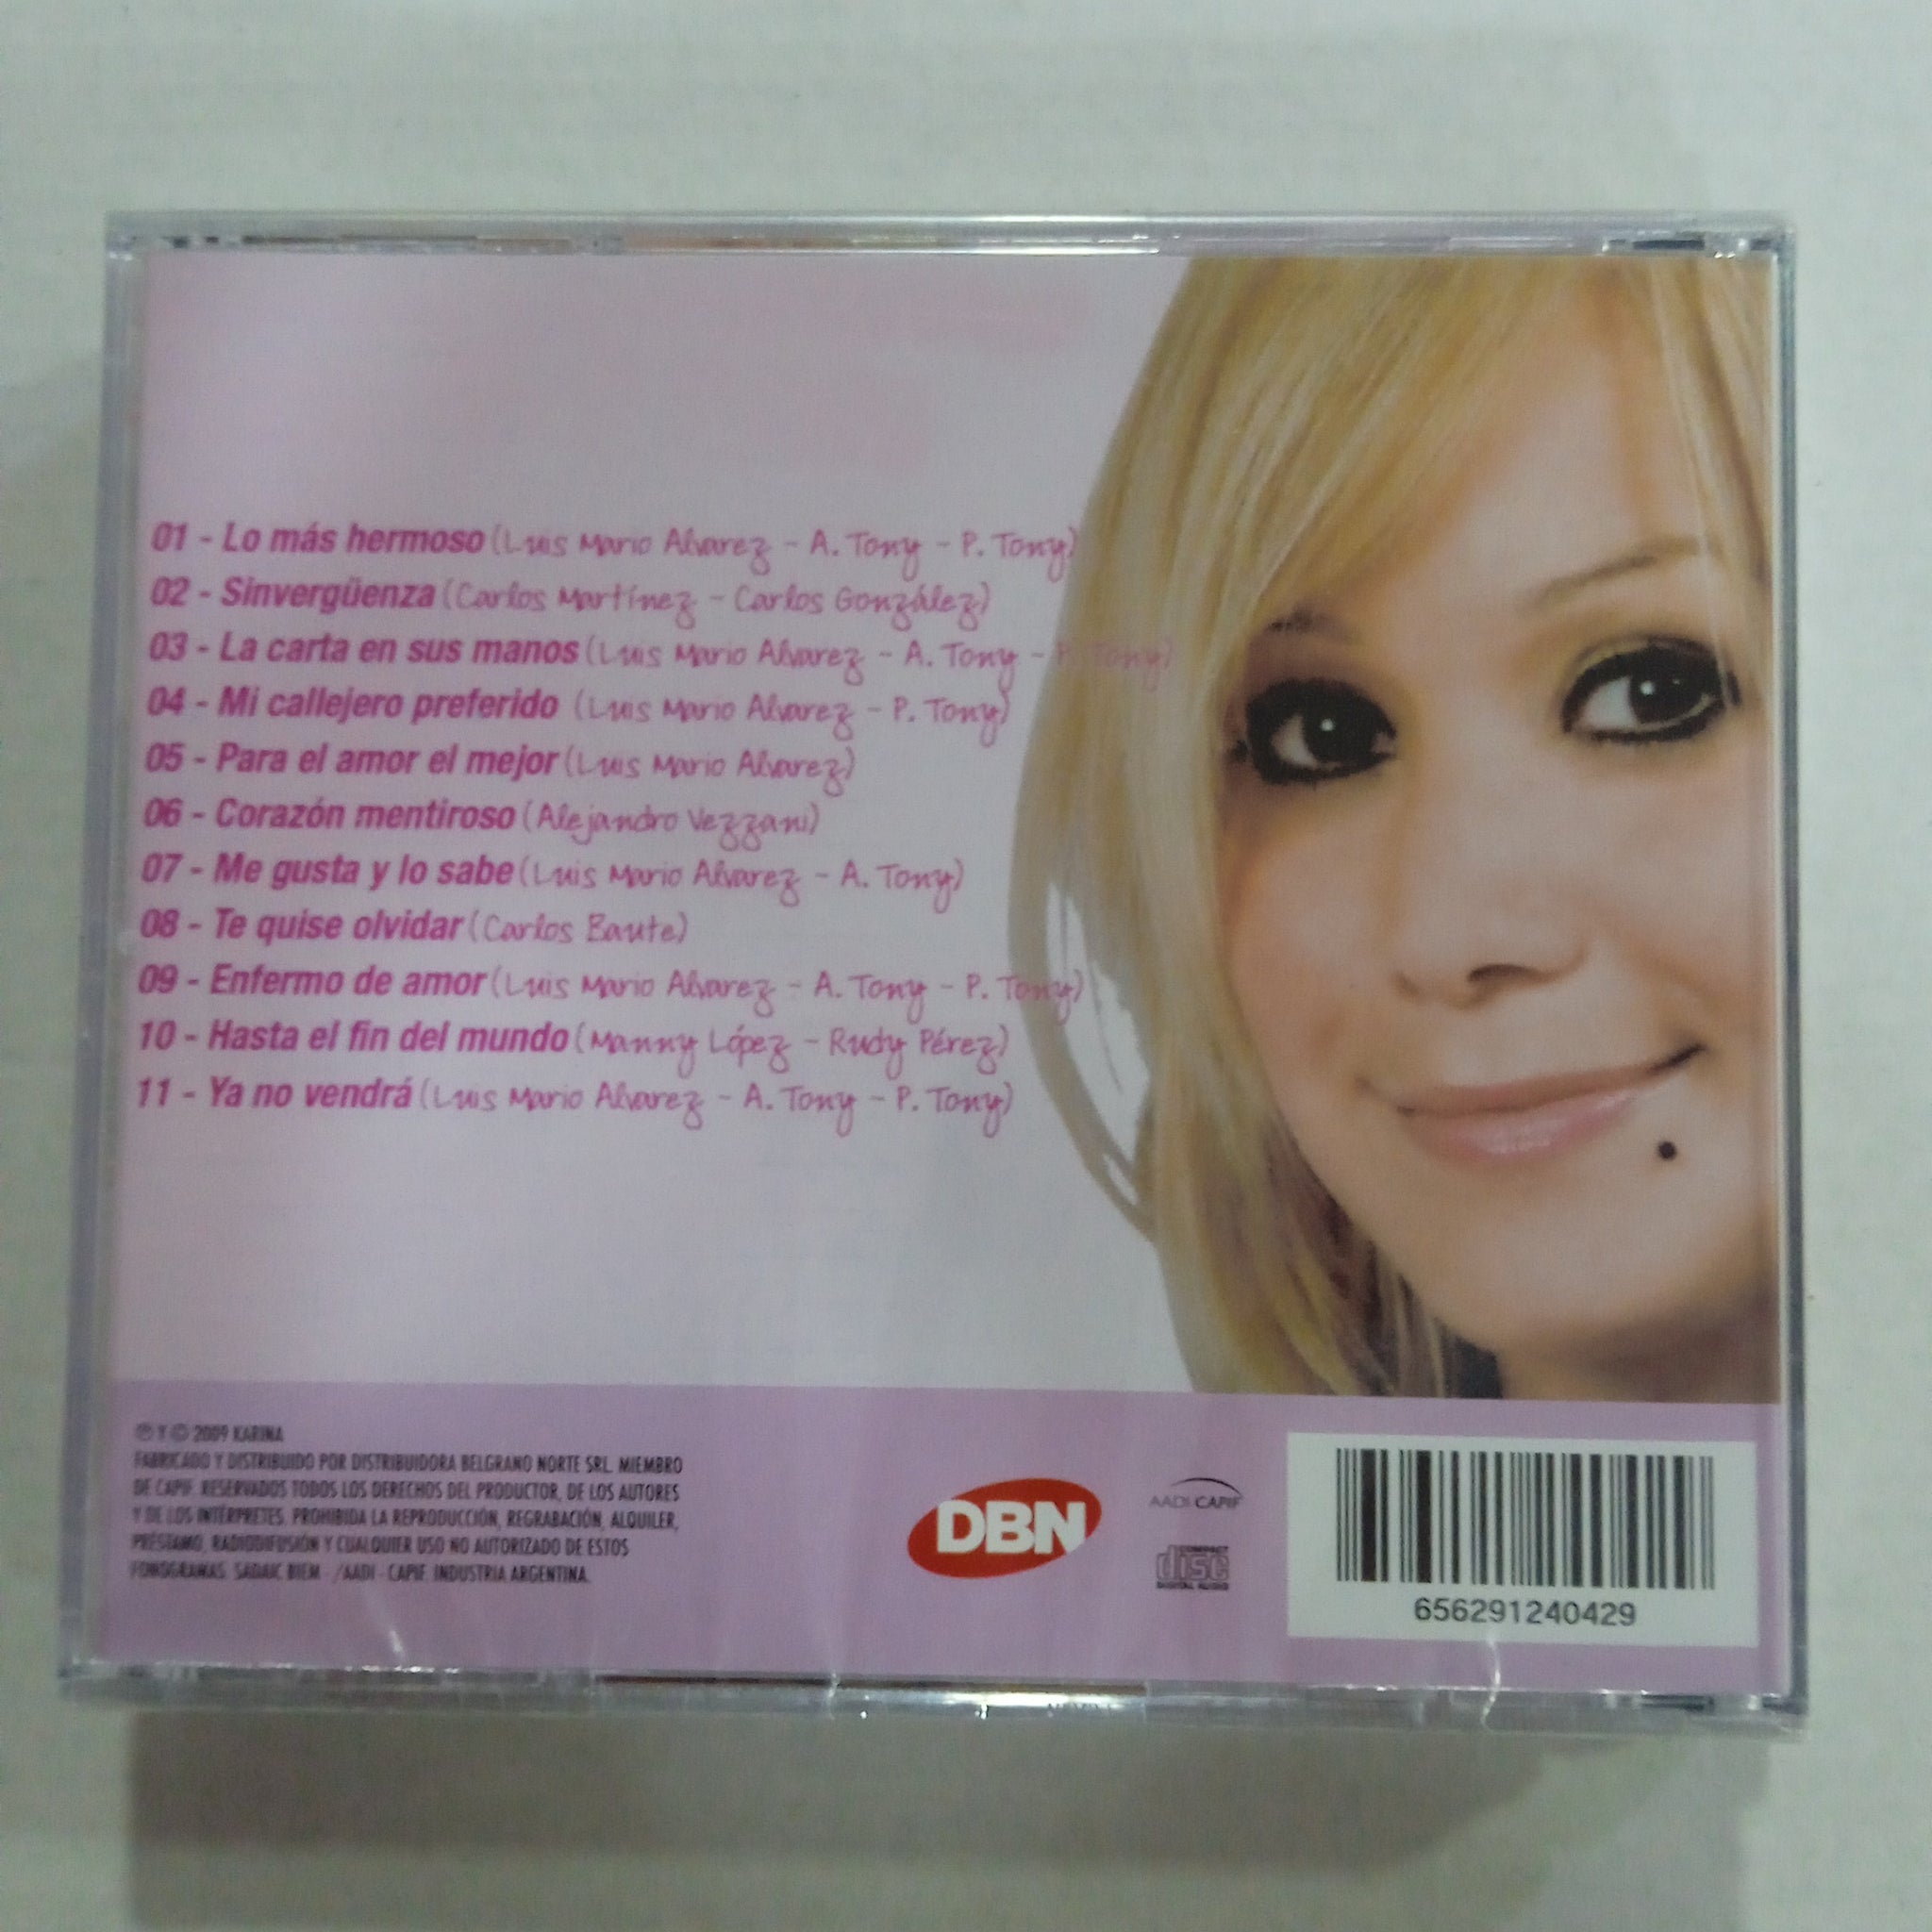 01 - Lo más hermoso (Luis Mario Alvarez - A. Tony - P. Tony)
02 - Sinvergüenza (Carlos Martínez - Carlos González)
03 - La carta en sus manos (Luis Mario Alvarez - A. Tony - P. Tony)
04 - Mi callejero preferido (Luis Mario Alvarez - P. Tony)
05 - Para el amor el mejor (Luis Mario Alvarez)
06 - Corazón mentiroso (Alejandro Vezzani)
07 - Me gusta y lo sabe (Luis Mario Alvarez - A. Tony)
08 - Te quise olvidar (Carlos Baute)
09 - Enfermo de amor (Luis Mario Alvarez - A. Tony - P. Tony)
10 - Hasta el fin del mundo (Manny López - Rudy Pérez)
11 - Ya no vendrá (Luis Mario Alvarez - A. Tony - P. Tony)
℗ Y © 2009 KARINA
FABRICADO Y DISTRIBUIDO POR DISTRIBUIDORA BELGRANO NORTE SRL. MIEMBRO
DE CAPIF. RESERVADOS TODOS LOS DERECHOS DEL PRODUCTOR, DE LOS AUTORES
Y DE LOS INTÉRPRETES. PROHIBIDA LA REPRODUCCIÓN, REGRABACIÓN, ALQUILER,
PRÉSTAMO, RADIODIFUSIÓN Y CUALQUIER USO NO AUTORIZADO DE ESTOS
FONOGRAMAS. SADAIC BIEM - /AADI - CAPIF. INDUSTRIA ARGENTINA.
DBN
AADI CAPIF
COMPACT
disc
DIGITAL AUDIO
656291240429